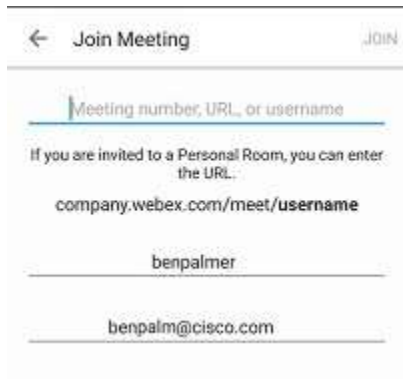 Join Meeting JOIN
Meeting number, URL, or username
If you are invited to a Personal Room, you can enter
the URL.
company.webex.com/meet/username
benpalmer
benpalm@cisco.com